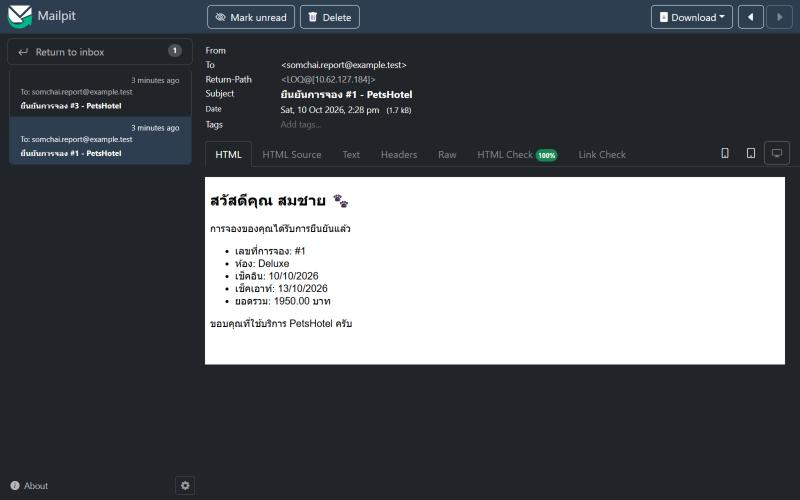 Mailpit
Mark unread
Delete
Download
Return to inbox
1
3 minutes ago
To: somchai.report@example.test
ยืนยันการจอง #3 - PetsHotel
3 minutes ago
To: somchai.report@example.test
ยืนยันการจอง #1 - PetsHotel
About
From
To <somchai.report@example.test>
Return-Path <LOQ@[10.62.127.184]>
Subject ยืนยันการจอง #1 - PetsHotel
Date Sat, 10 Oct 2026, 2:28 pm (1.7 kB)
Tags Add tags...
HTML HTML Source Text Headers Raw HTML Check 100% Link Check
สวัสดีคุณ สมชาย 🐾
การจองของคุณได้รับการยืนยันแล้ว
• เลขที่การจอง: #1
• ห้อง: Deluxe
• เช็คอิน: 10/10/2026
• เช็คเอาท์: 13/10/2026
• ยอดรวม: 1950.00 บาท
ขอบคุณที่ใช้บริการ PetsHotel ครับ